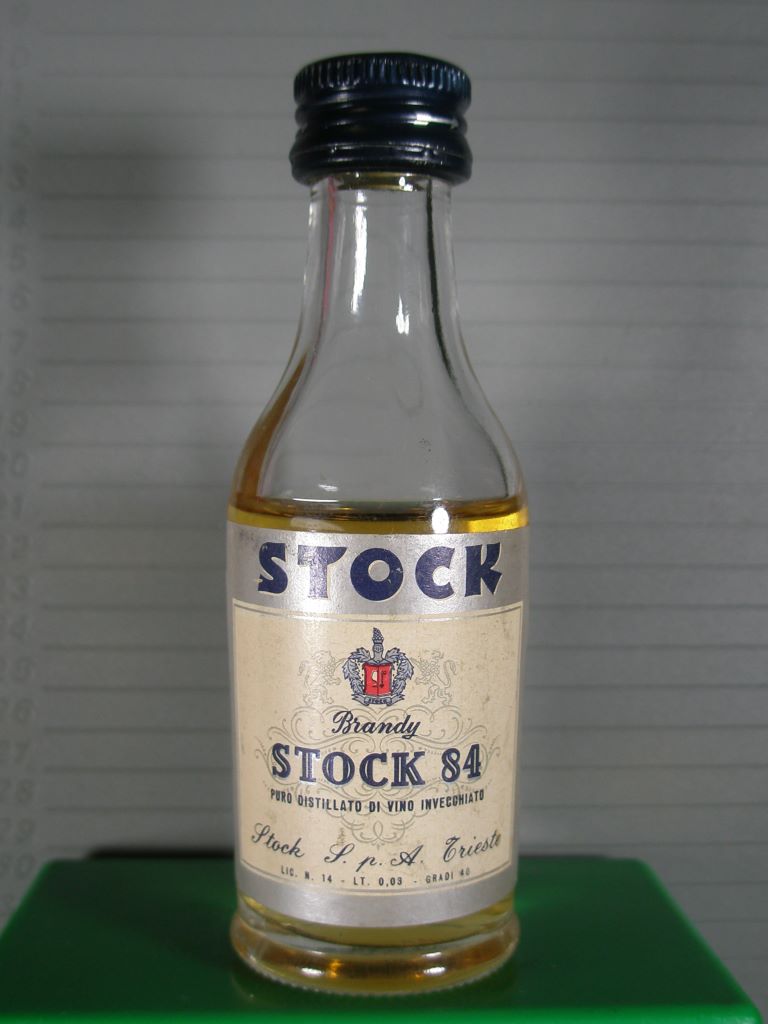 STOCK
Brandy
STOCK 84
PURO DISTILLATO DI VINO INVECCHIATO
Stock S. p. A. Trieste
LIC. N. 14 - LT. 0,03 - GRADI 40